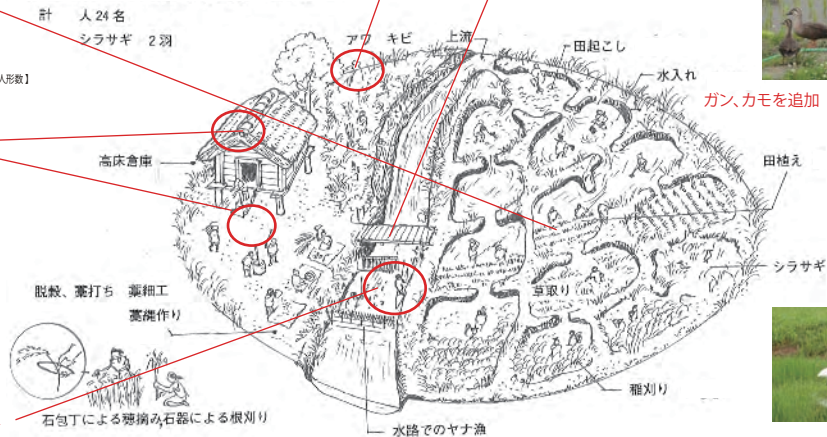 計 人24名
シラサギ 2羽
人形数】
アワ キビ
上流
田起こし
水入れ
ガン、カモを追加
高床倉庫
田植え
シラサギ
脱穀、藁打ち 藁細工
藁縄作り
草取り
稲刈り
石包丁による穂摘み,石器による根刈り
水路でのヤナ漁